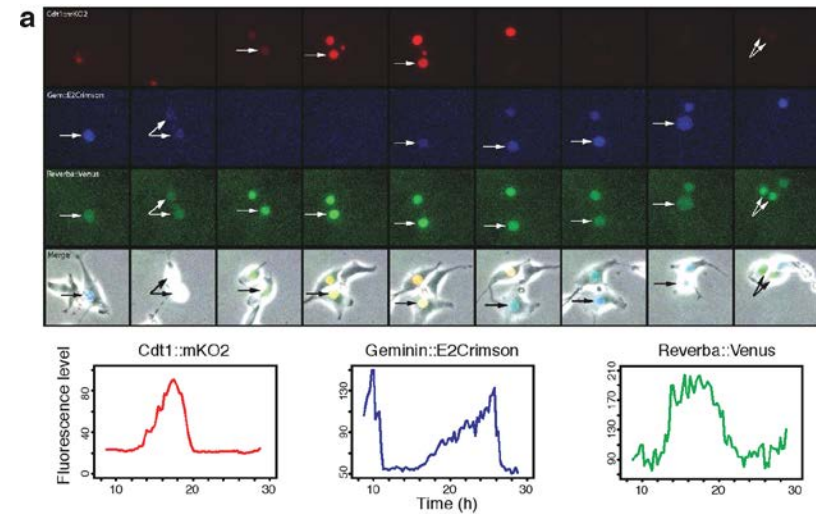 a
Cdt1::mKO2
Gem::E2Crimson
Reverba::Venus
Merge
Cdt1::mKO2
Geminin::E2Crimson
Reverba::Venus
Fluorescence level
80
40
0
10
20
30
130
90
50
10
20
30
Time (h)
210
170
130
90
10
20
30